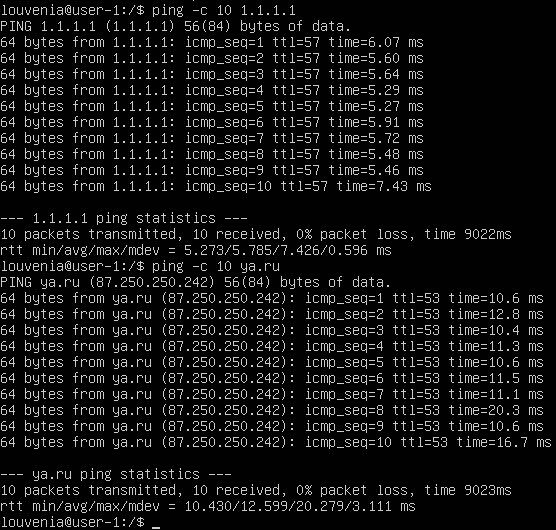 louvenia@user-1:/$ ping -c 10 1.1.1.1
PING 1.1.1.1 (1.1.1.1) 56(84) bytes of data.
64 bytes from 1.1.1.1: icmp_seq=1 ttl=57 time=6.07 ms
64 bytes from 1.1.1.1: icmp_seq=2 ttl=57 time=5.60 ms
64 bytes from 1.1.1.1: icmp_seq=3 ttl=57 time=5.64 ms
64 bytes from 1.1.1.1: icmp_seq=4 ttl=57 time=5.29 ms
64 bytes from 1.1.1.1: icmp_seq=5 ttl=57 time=5.27 ms
64 bytes from 1.1.1.1: icmp_seq=6 ttl=57 time=5.91 ms
64 bytes from 1.1.1.1: icmp_seq=7 ttl=57 time=5.72 ms
64 bytes from 1.1.1.1: icmp_seq=8 ttl=57 time=5.48 ms
64 bytes from 1.1.1.1: icmp_seq=9 ttl=57 time=5.46 ms
64 bytes from 1.1.1.1: icmp_seq=10 ttl=57 time=7.43 ms
--- 1.1.1.1 ping statistics ---
10 packets transmitted, 10 received, 0% packet loss, time 9022ms
rtt min/avg/max/mdev = 5.273/5.785/7.426/0.596 ms
louvenia@user-1:/$ ping -c 10 ya.ru
PING ya.ru (87.250.250.242) 56(84) bytes of data.
64 bytes from ya.ru (87.250.250.242): icmp_seq=1 ttl=53 time=10.6 ms
64 bytes from ya.ru (87.250.250.242): icmp_seq=2 ttl=53 time=12.8 ms
64 bytes from ya.ru (87.250.250.242): icmp_seq=3 ttl=53 time=10.4 ms
64 bytes from ya.ru (87.250.250.242): icmp_seq=4 ttl=53 time=11.3 ms
64 bytes from ya.ru (87.250.250.242): icmp_seq=5 ttl=53 time=10.6 ms
64 bytes from ya.ru (87.250.250.242): icmp_seq=6 ttl=53 time=11.5 ms
64 bytes from ya.ru (87.250.250.242): icmp_seq=7 ttl=53 time=11.1 ms
64 bytes from ya.ru (87.250.250.242): icmp_seq=8 ttl=53 time=20.3 ms
64 bytes from ya.ru (87.250.250.242): icmp_seq=9 ttl=53 time=10.6 ms
64 bytes from ya.ru (87.250.250.242): icmp_seq=10 ttl=53 time=16.7 ms
--- ya.ru ping statistics ---
10 packets transmitted, 10 received, 0% packet loss, time 9023ms
rtt min/avg/max/mdev = 10.430/12.599/20.279/3.111 ms
louvenia@user-1:/$ _